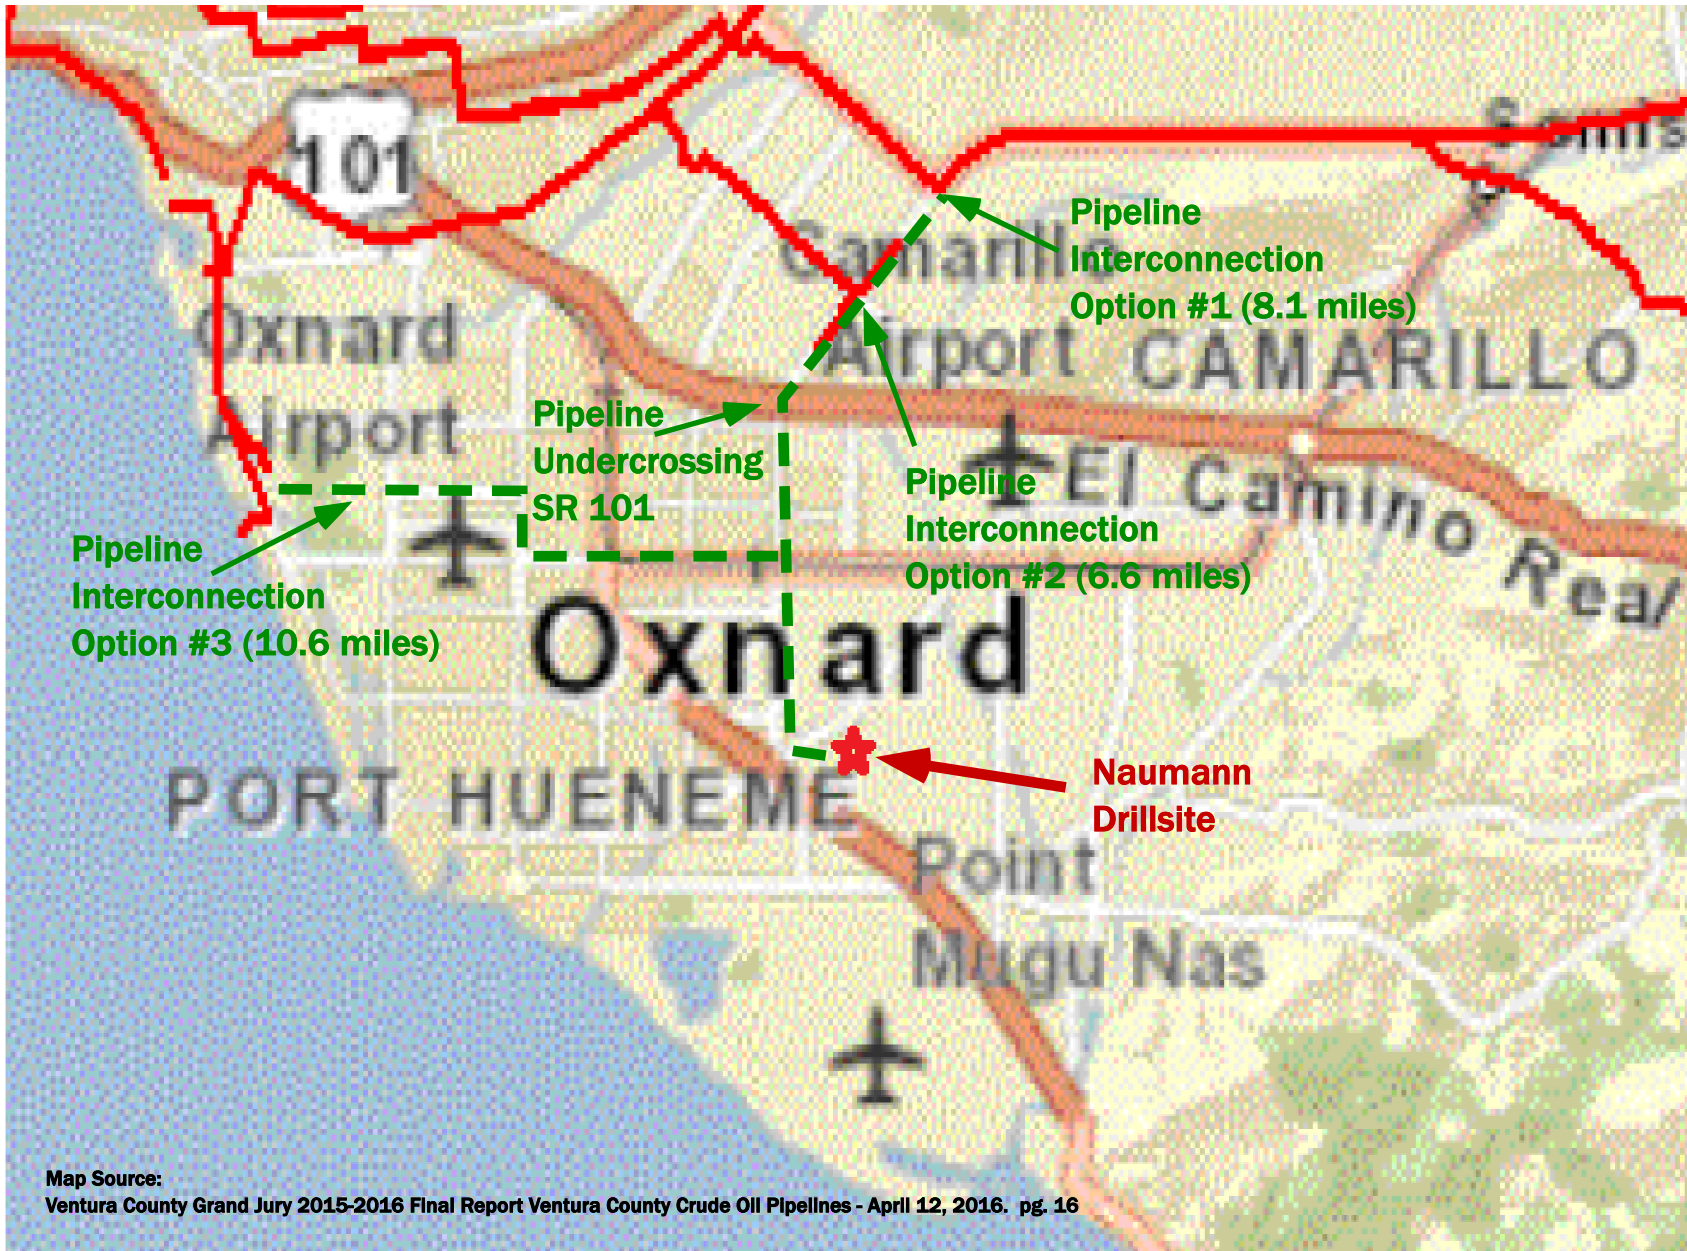 Somis
101
Pipeline
Interconnection
Option #1 (8.1 miles)
Camarillo
Airport
CAMARILLO
Oxnard
Airport
Pipeline
Undercrossing
SR 101
Pipeline
Interconnection
Option #2 (6.6 miles)
El Camino Real
Pipeline
Interconnection
Option #3 (10.6 miles)
Oxnard
Naumann
Drillsite
PORT HUENEME
Point
Mugu Nas
Map Source:
Ventura County Grand Jury 2015-2016 Final Report Ventura County Crude Oil Pipelines - April 12, 2016. pg. 16